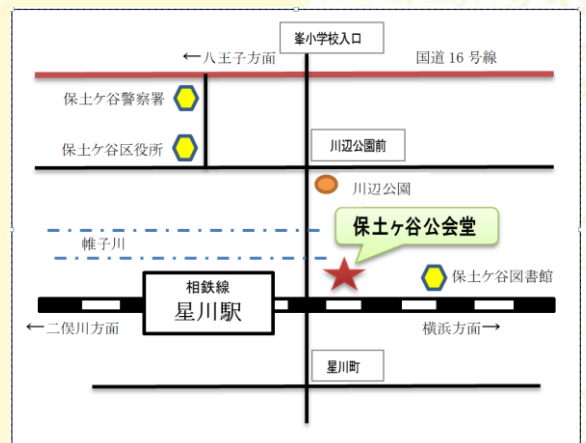 峯小学校入口
←八王子方面
国道 16 号線
保土ケ谷警察署
保土ケ谷区役所
川辺公園前
川辺公園
保土ヶ谷公会堂
帷子川
保土ケ谷図書館
相鉄線
星川駅
←二俣川方面
横浜方面→
星川町